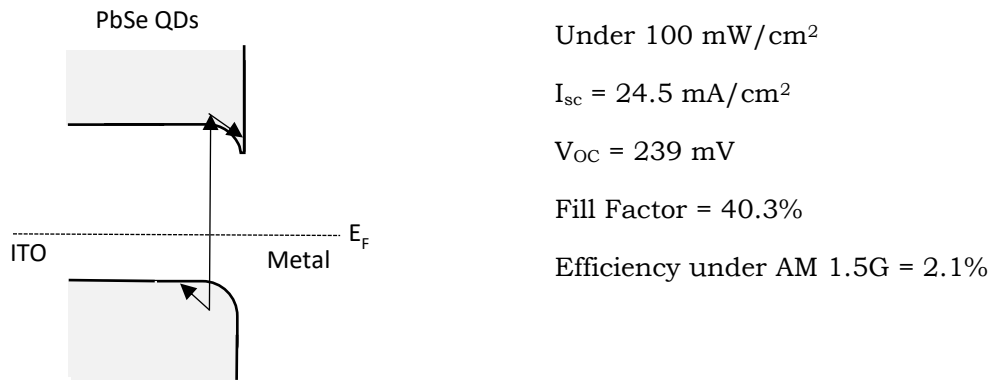 PbSe QDs
E_F
ITO
Metal
Under 100 mW/cm²
Isc = 24.5 mA/cm²
VOC = 239 mV
Fill Factor = 40.3%
Efficiency under AM 1.5G = 2.1%